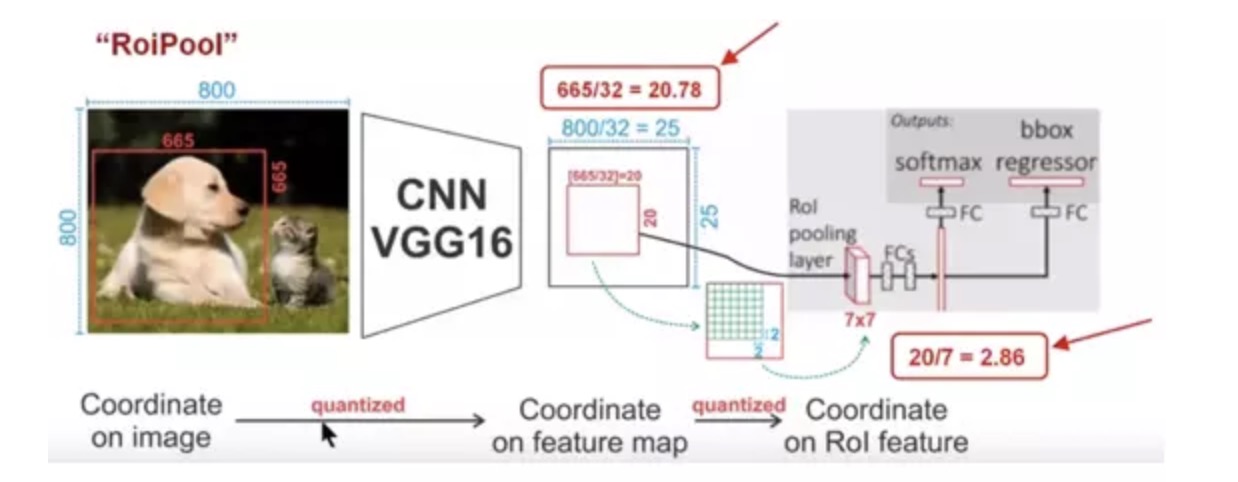 “RoiPool”
800
800
665
665
CNN
VGG16
665/32 = 20.78
800/32 = 25
25
[665/32]=20
20
2
2
RoI
pooling
layer
7x7
FCs
Outputs:
softmax
bbox
regressor
FC
FC
20/7 = 2.86
Coordinate
on image
quantized
Coordinate
on feature map
quantized
Coordinate
on RoI feature